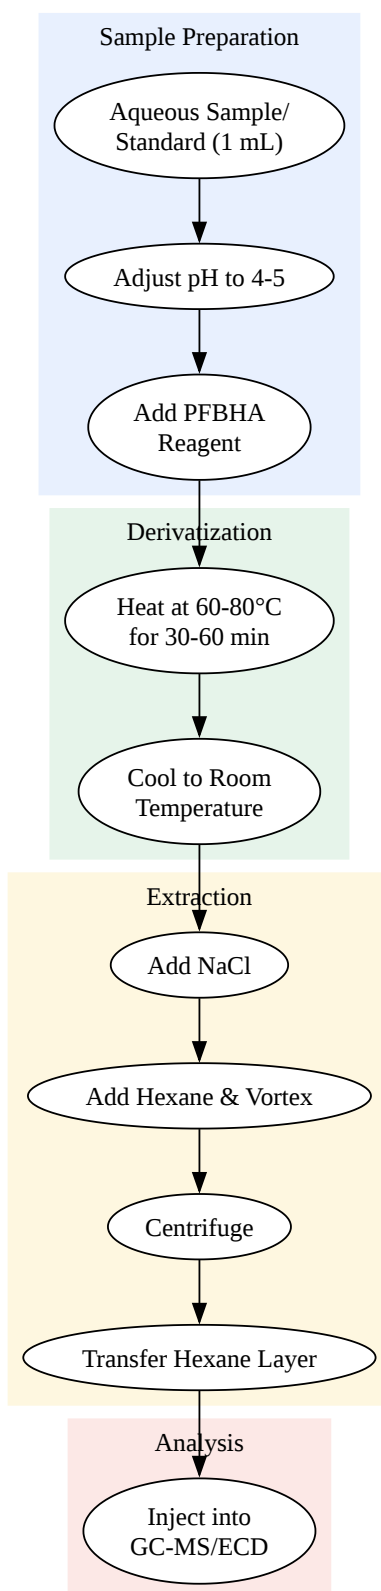 Sample Preparation
Aqueous Sample/
Standard (1 mL)
Adjust pH to 4-5
Add PFBHA
Reagent
Derivatization
Heat at 60-80°C
for 30-60 min
Cool to Room
Temperature
Extraction
Add NaCl
Add Hexane & Vortex
Centrifuge
Transfer Hexane Layer
Analysis
Inject into
GC-MS/ECD